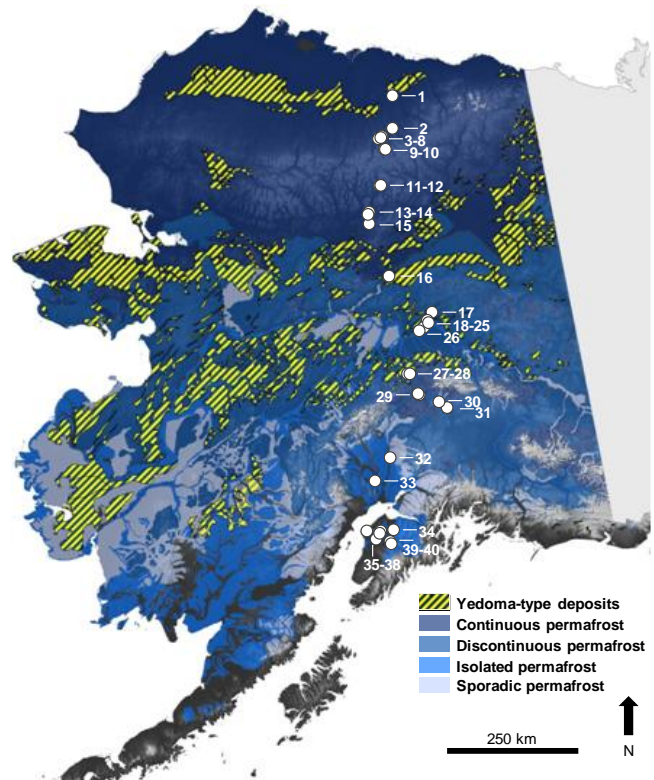 1
2
3-8
9-10
11-12
13-14
15
16
17
18-25
26
27-28
29
30
31
32
33
34
39-40
35-38
Yedoma-type deposits
Continuous permafrost
Discontinuous permafrost
Isolated permafrost
Sporadic permafrost
250 km
N